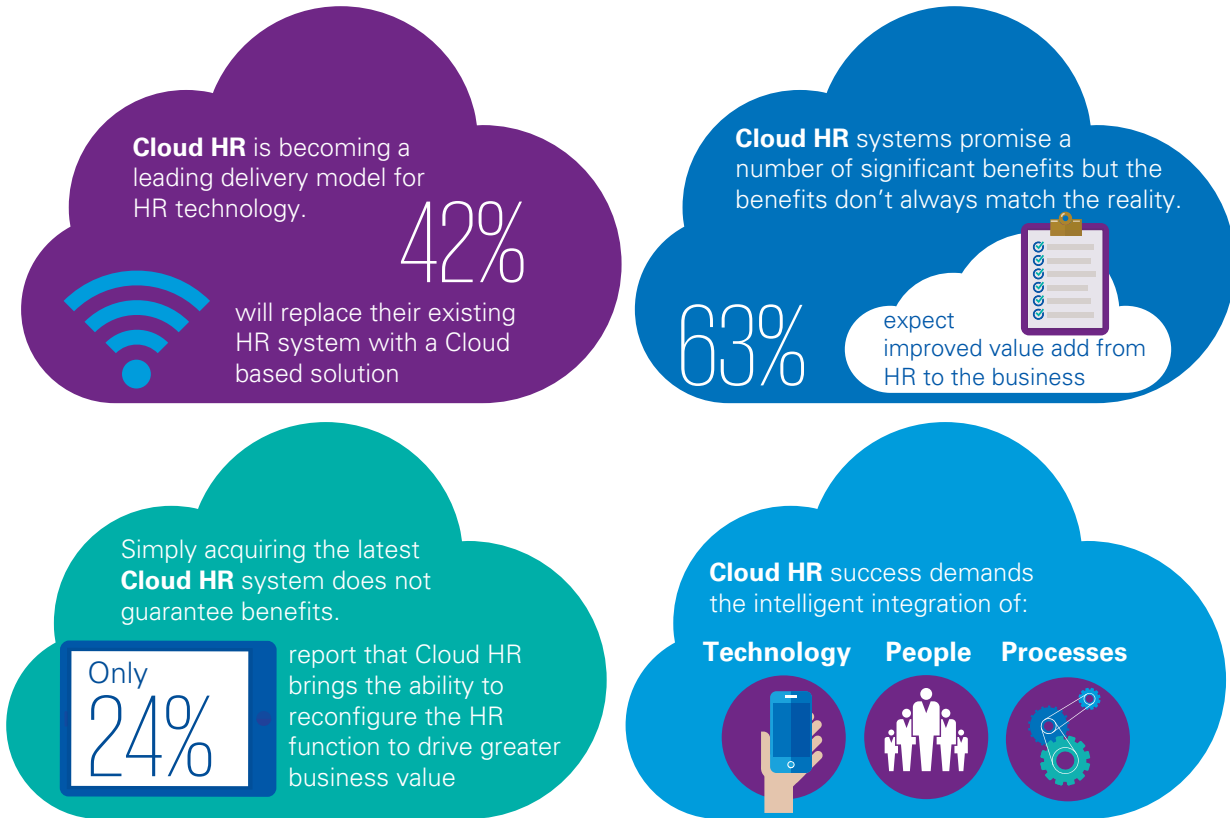 Cloud HR is becoming a
leading delivery model for
HR technology.
42%
will replace their existing
HR system with a Cloud
based solution
Cloud HR systems promise a
number of significant benefits but the
benefits don't always match the reality.
63%
expect
improved value add from
HR to the business
Simply acquiring the latest
Cloud HR system does not
guarantee benefits.
Only
24%
report that Cloud HR
brings the ability to
reconfigure the HR
function to drive greater
business value
Cloud HR success demands
the intelligent integration of:
Technology People Processes